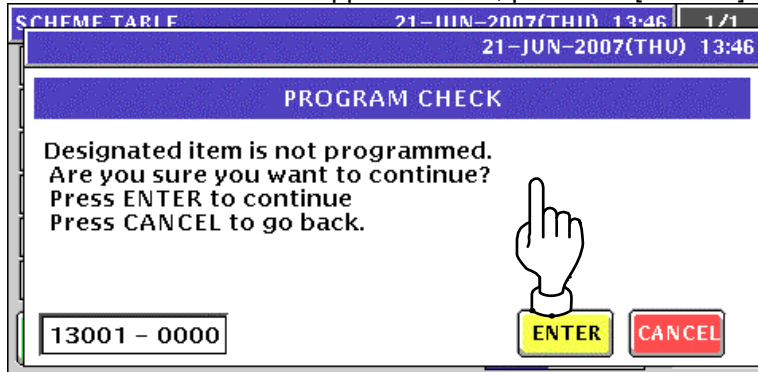 SCHEME TABLE 21-JUN-2007(THU) 13:46 1/1
21-JUN-2007(THU) 13:46
PROGRAM CHECK
Designated item is not programmed.
Are you sure you want to continue?
Press ENTER to continue
Press CANCEL to go back.
13001 - 0000 ENTER CANCEL